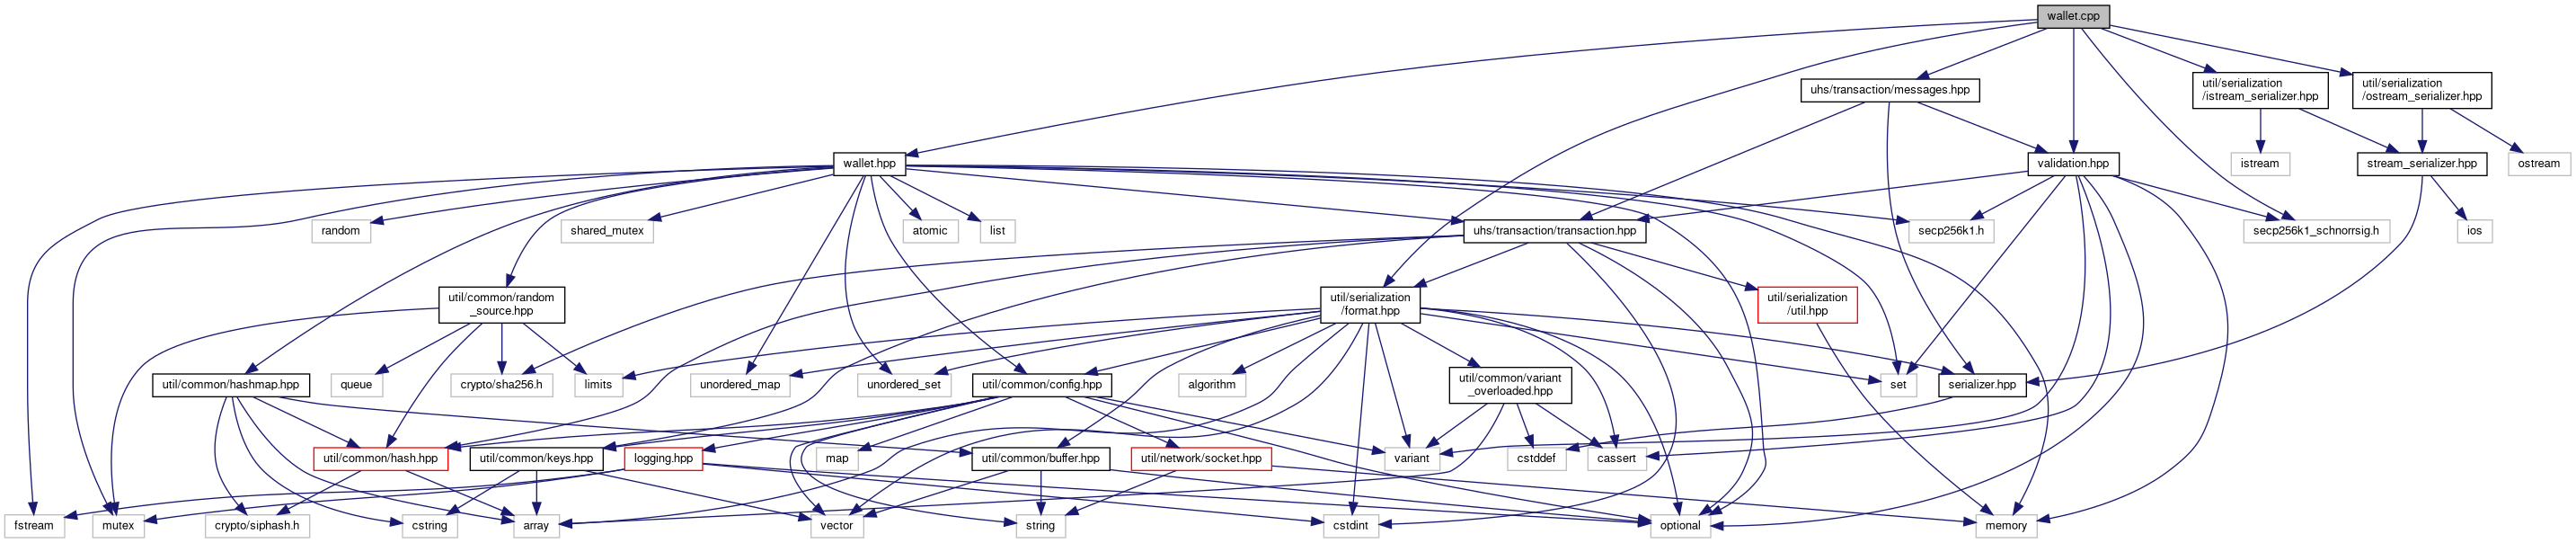 wallet.cpp
uhs/transaction/messages.hpp
util/serialization
/istream_serializer.hpp
util/serialization
/ostream_serializer.hpp
wallet.hpp
validation.hpp
istream
stream_serializer.hpp
ostream
random
shared_mutex
atomic
list
uhs/transaction/transaction.hpp
secp256k1.h
secp256k1_schnorrsig.h
ios
util/common/random
_source.hpp
util/serialization
/format.hpp
util/serialization
/util.hpp
util/common/hashmap.hpp
queue
crypto/sha256.h
limits
unordered_map
unordered_set
util/common/config.hpp
algorithm
util/common/variant
_overloaded.hpp
set
serializer.hpp
util/common/hash.hpp
util/common/keys.hpp
logging.hpp
map
util/common/buffer.hpp
util/network/socket.hpp
variant
cstddef
cassert
fstream
mutex
crypto/siphash.h
cstring
array
vector
string
cstdint
optional
memory